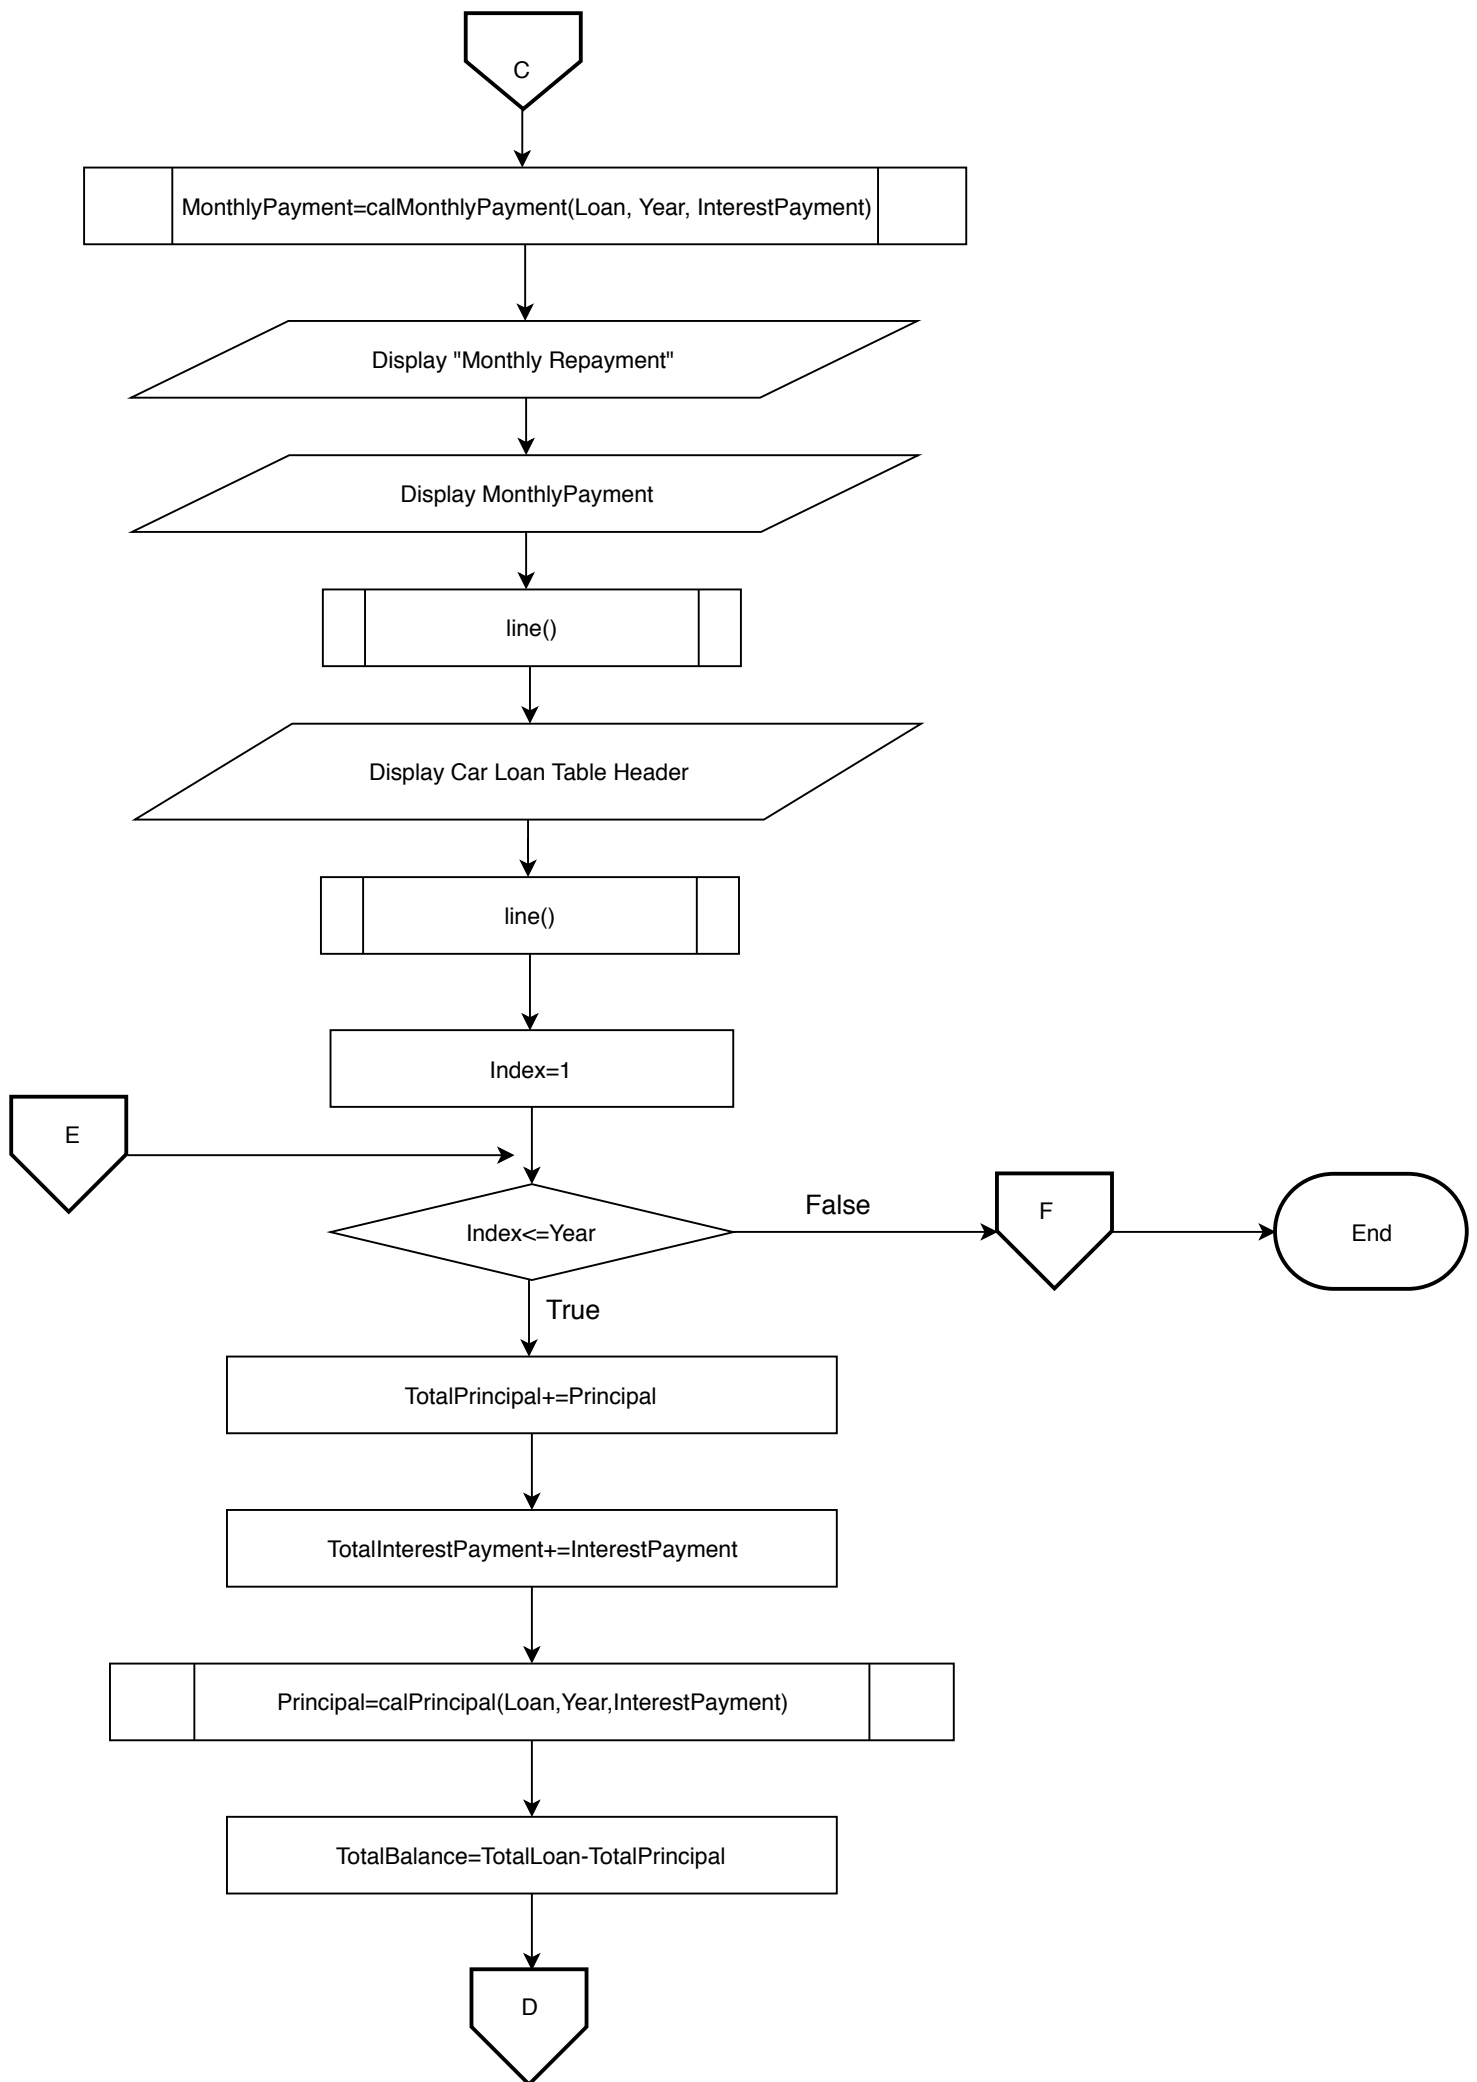 C
MonthlyPayment=calMonthlyPayment(Loan, Year, InterestPayment)
Display "Monthly Repayment"
Display MonthlyPayment
line()
Display Car Loan Table Header
line()
Index=1
E
Index<=Year
False
F
End
True
TotalPrincipal+=Principal
TotalInterestPayment+=InterestPayment
Principal=calPrincipal(Loan,Year,InterestPayment)
TotalBalance=TotalLoan-TotalPrincipal
D